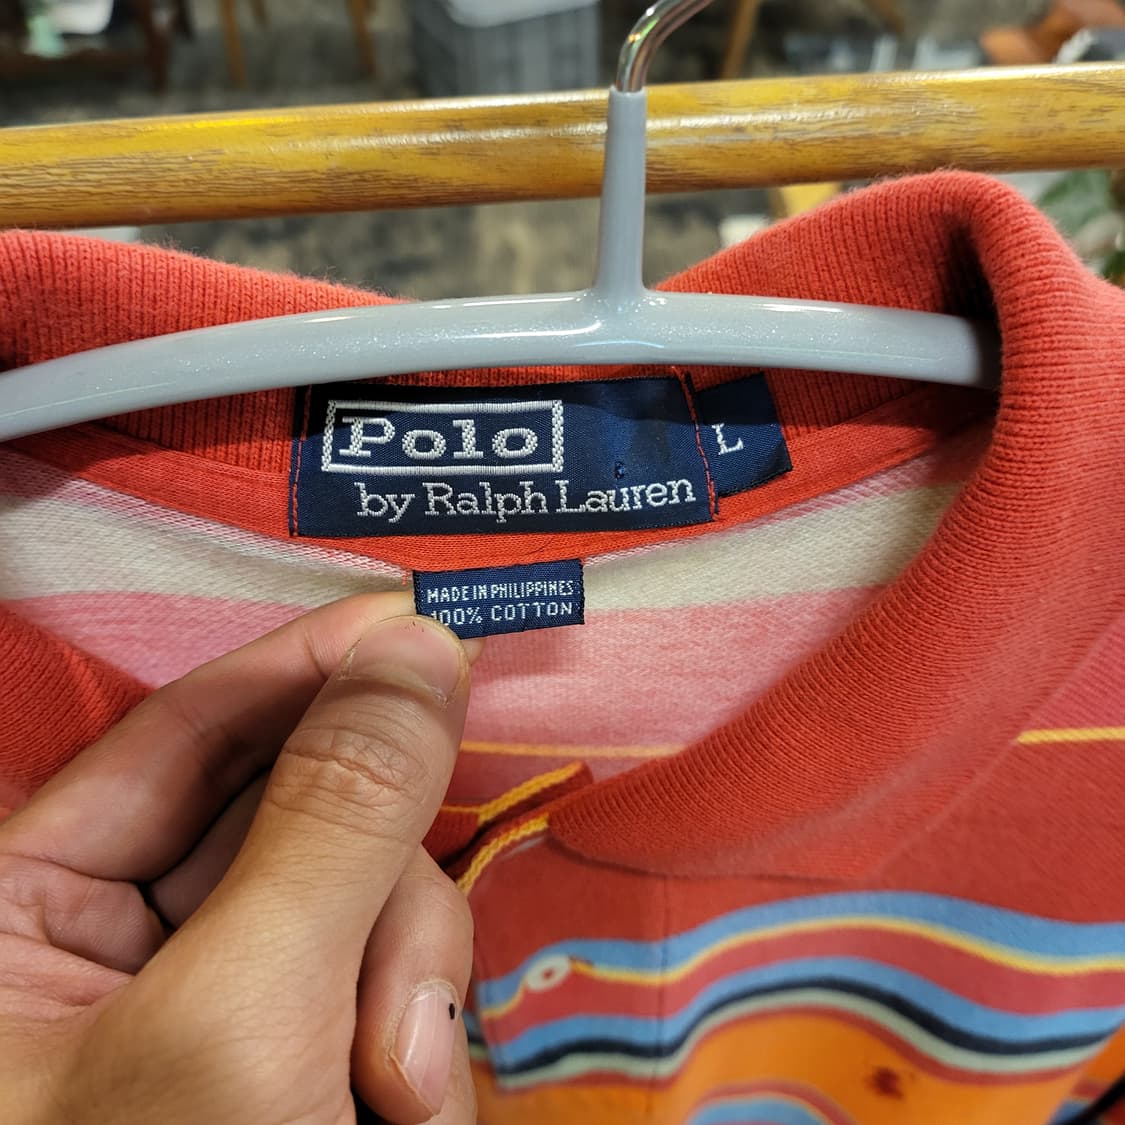 Polo
by Ralph Lauren
L
MADE IN PHILIPPINES
100% COTTON